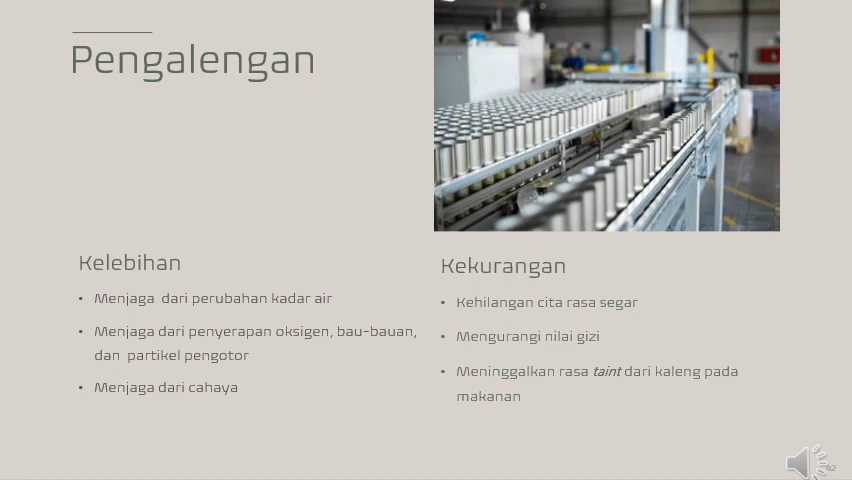 Pengalengan
Kelebihan
• Menjaga dari perubahan kadar air
• Menjaga dari penyerapan oksigen, bau-bauan,
dan partikel pengotor
• Menjaga dari cahaya
Kekurangan
• Kehilangan cita rasa segar
• Mengurangi nilai gizi
• Meninggalkan rasa taint dari kaleng pada
makanan